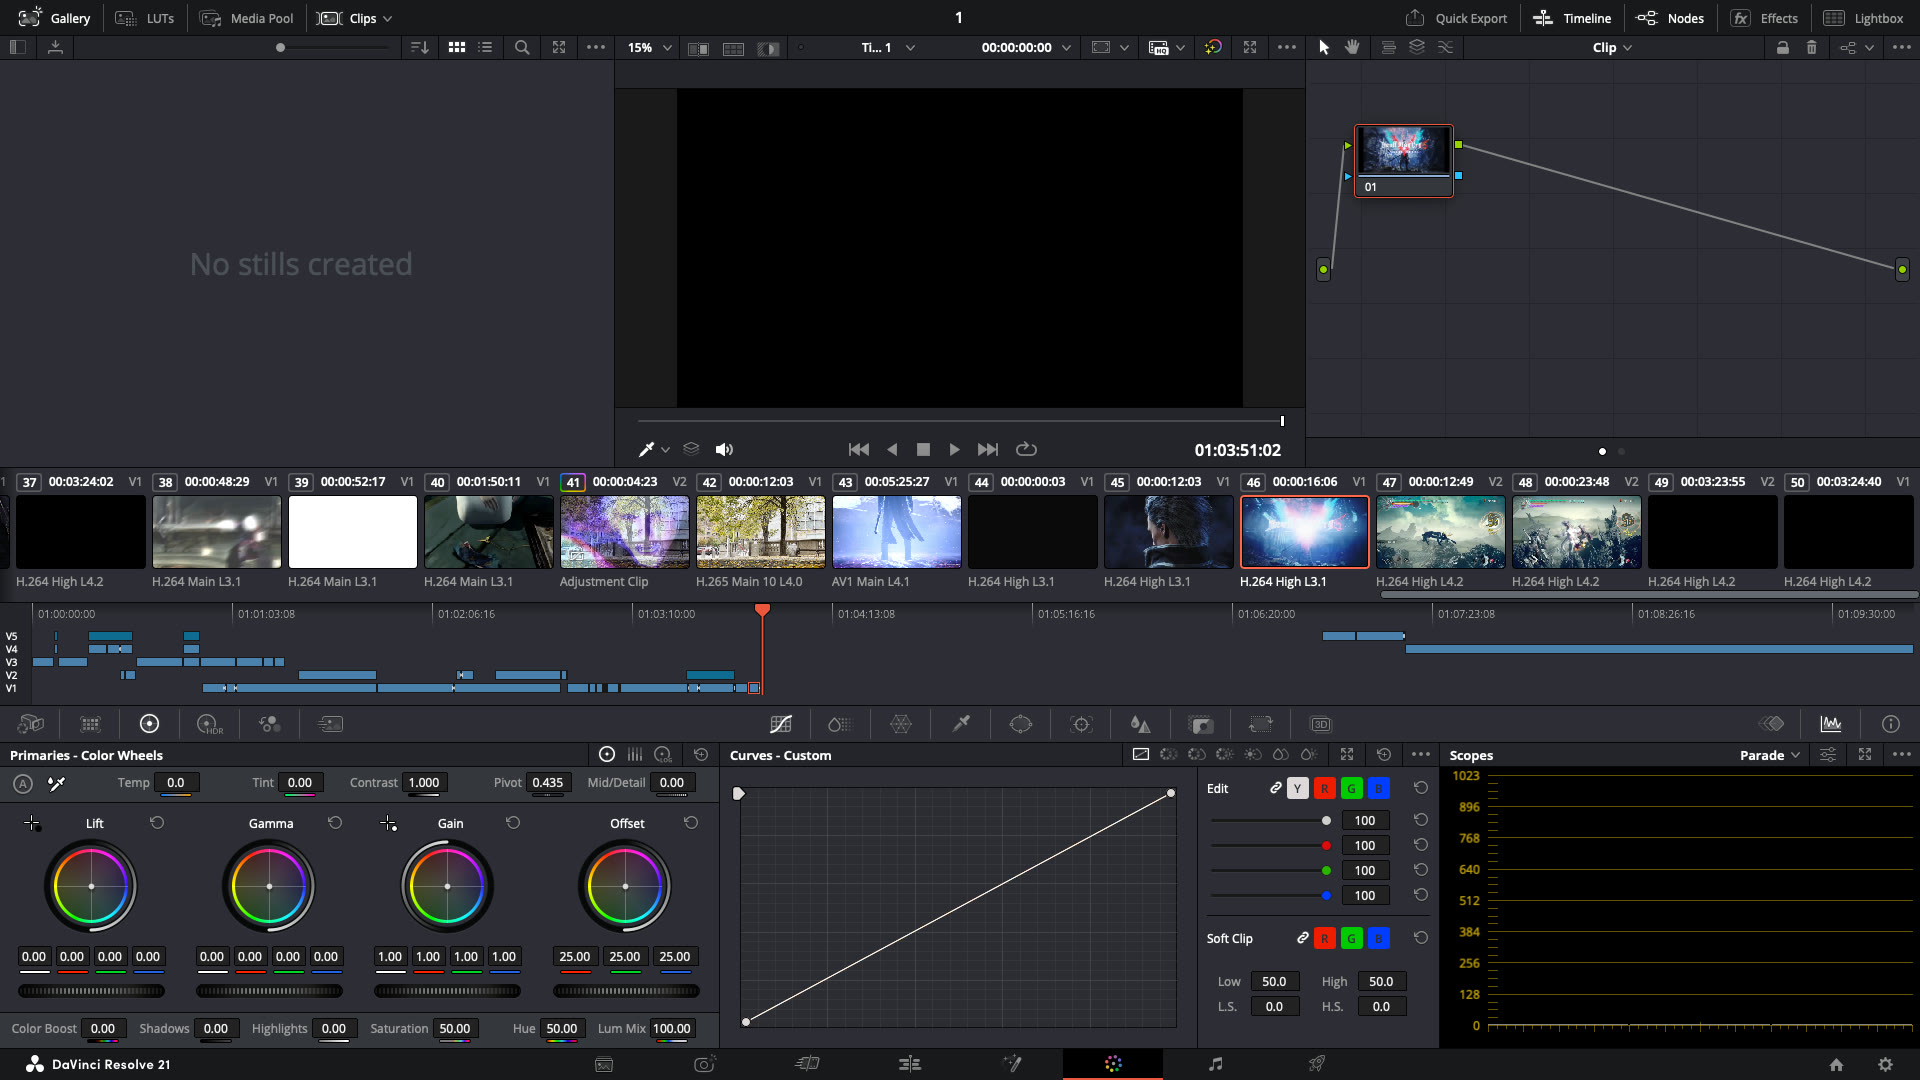 Gallery LUTs Media Pool Clips 1 Quick Export Timeline Nodes Effects Lightbox
15% Ti... 1 00:00:00:00 Clip
No stills created
01
01:03:51:02
37 00:03:24:02 V1 38 00:00:48:29 V1 39 00:00:52:17 V1 40 00:01:50:11 V1 41 00:00:04:23 V2 42 00:00:12:03 V1 43 00:05:25:27 V1 44 00:00:00:03 V1 45 00:00:12:03 V1 46 00:00:16:06 V1 47 00:00:12:49 V2 48 00:00:23:48 V2 49 00:03:23:55 V2 50 00:03:24:40 V1
H.264 High L4.2 H.264 Main L3.1 H.264 Main L3.1 H.264 Main L3.1 Adjustment Clip H.265 Main 10 L4.0 AV1 Main L4.1 H.264 High L3.1 H.264 High L3.1 H.264 High L3.1 H.264 High L4.2 H.264 High L4.2 H.264 High L4.2 H.264 High L4.2
01:00:00:00 01:01:03:08 01:02:06:16 01:03:10:00 01:04:13:08 01:05:16:16 01:06:20:00 01:07:23:08 01:08:26:16 01:09:30:00
V5
V4
V3
V2
V1
HDR 3D
Primaries - Color Wheels LOG Curves - Custom Scopes Parade
A Temp 0.0 Tint 0.00 Contrast 1.000 Pivot 0.435 Mid/Detail 0.00
Lift Gamma Gain Offset
0.00 0.00 0.00 0.00 0.00 0.00 0.00 0.00 1.00 1.00 1.00 1.00 25.00 25.00 25.00
Color Boost 0.00 Shadows 0.00 Highlights 0.00 Saturation 50.00 Hue 50.00 Lum Mix 100.00
Edit Y R G B
100
100
100
100
Soft Clip R G B
Low 50.0 High 50.0
L.S. 0.0 H.S. 0.0
1023
896
768
640
512
384
256
128
0
DaVinci Resolve 21